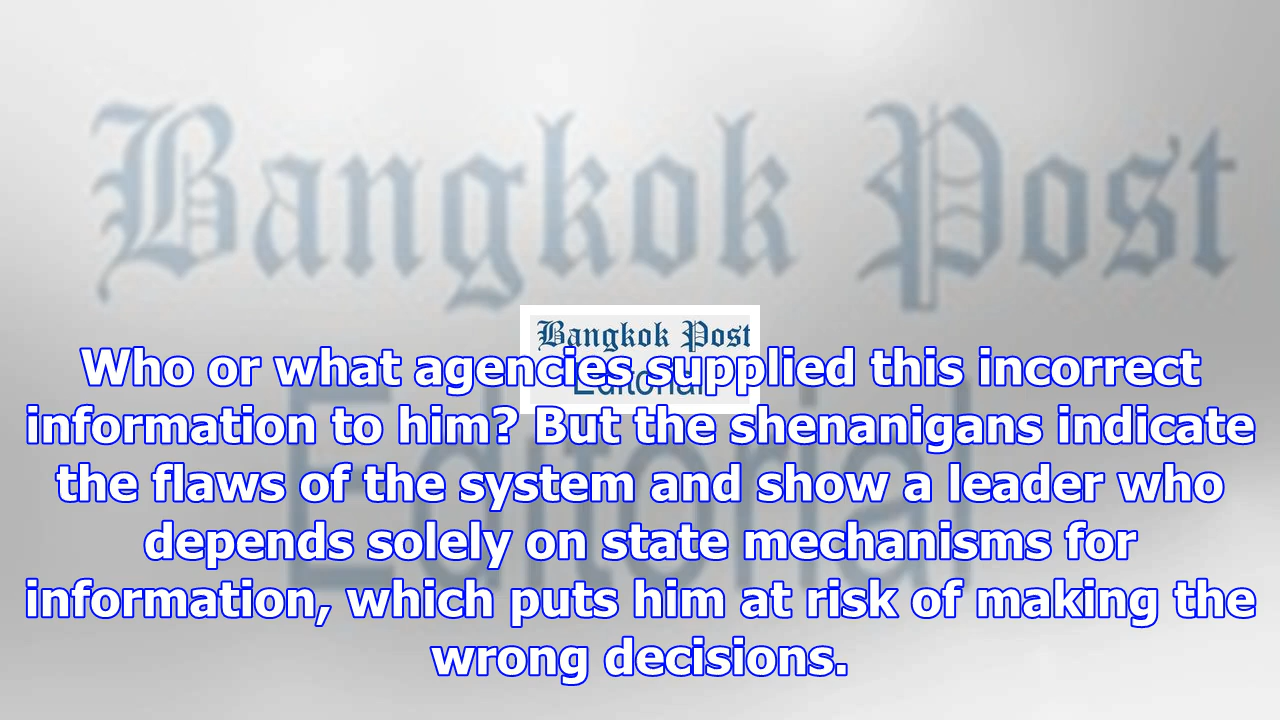 Bangkok Post
Bangkok Post
Editorial
Editorial
Who or what agencies supplied this incorrect
information to him? But the shenanigans indicate
the flaws of the system and show a leader who
depends solely on state mechanisms for
information, which puts him at risk of making the
wrong decisions.